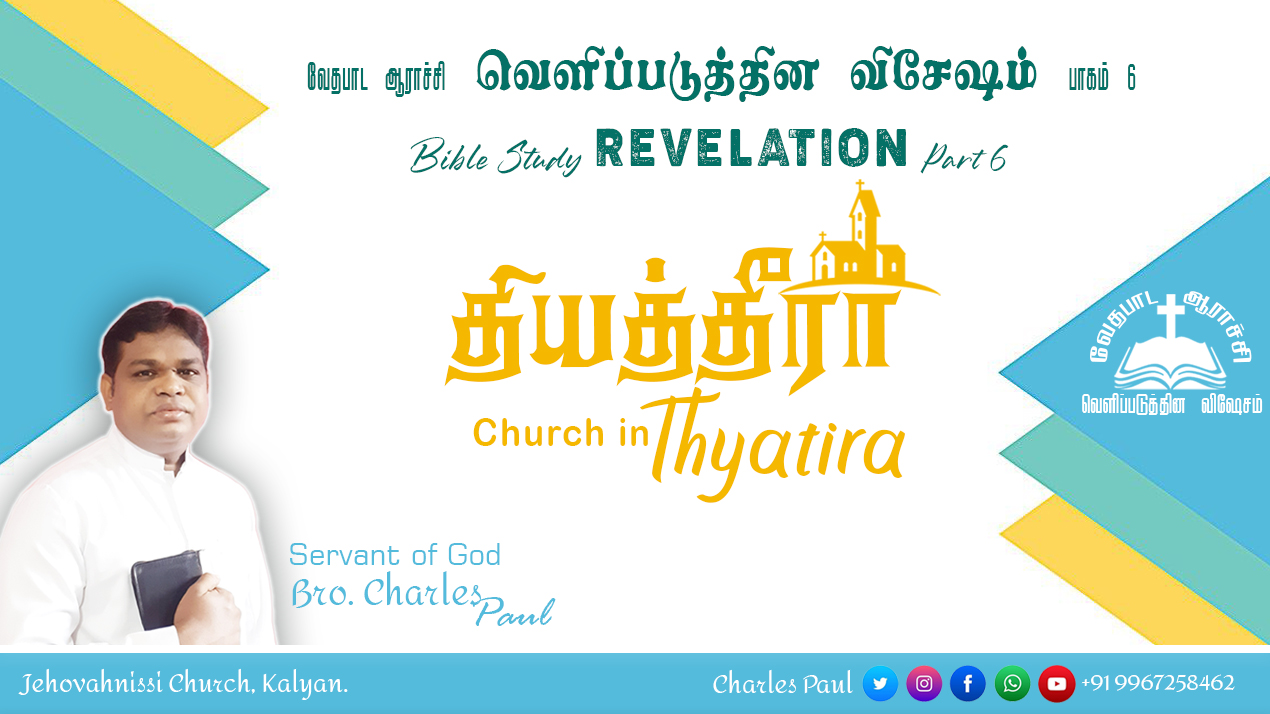 வேதபாட ஆராச்சி வெளிப்படுத்தின விசேஷம் பாகம் 6
Bible Study REVELATION Part 6
தியத்தீரா
Church in Thyatira
வேதபாட ஆராச்சி
வெளிப்படுத்தின விஷேசம்
Servant of God
Bro. Charles Paul
Jehovahnissi Church, Kalyan.
Charles Paul +91 9967258462